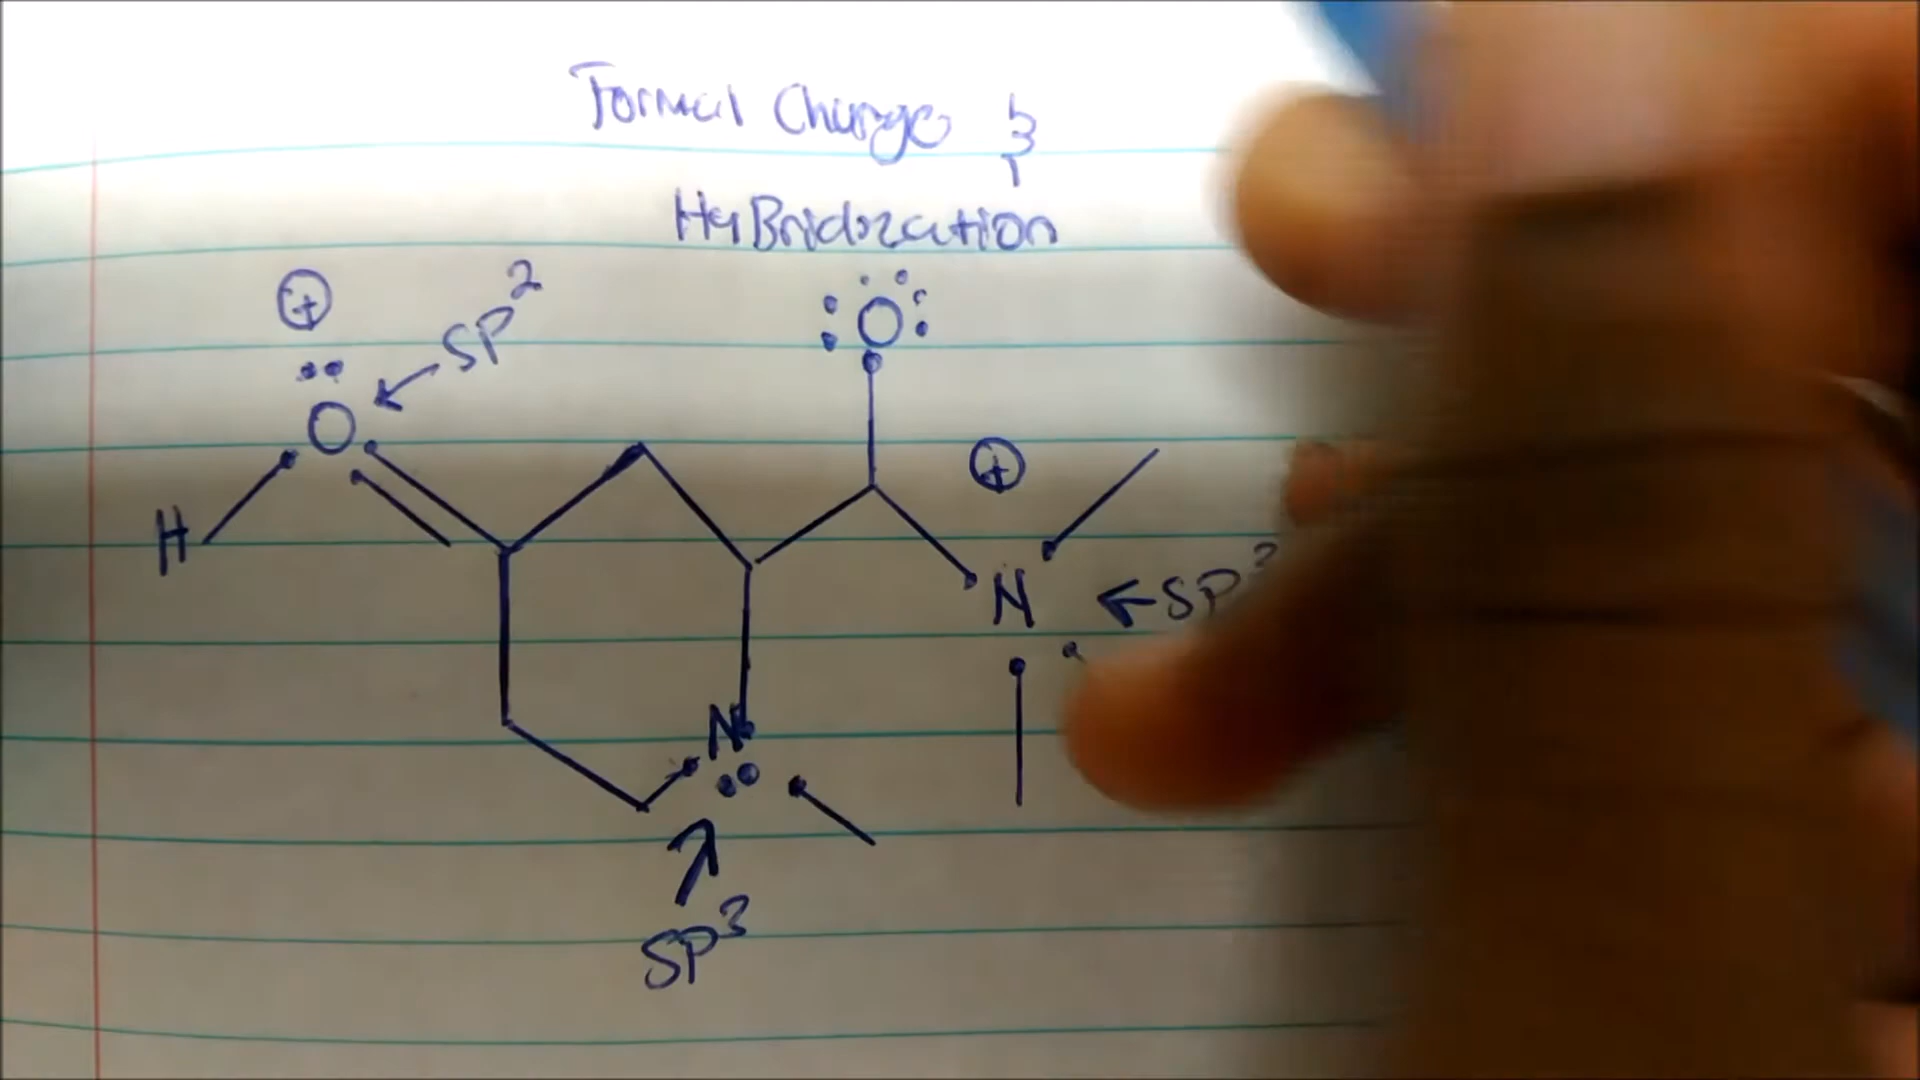 Formal Charge &
HyBridization
+
SP2
O
O
+
H
N
SP3
N
SP3